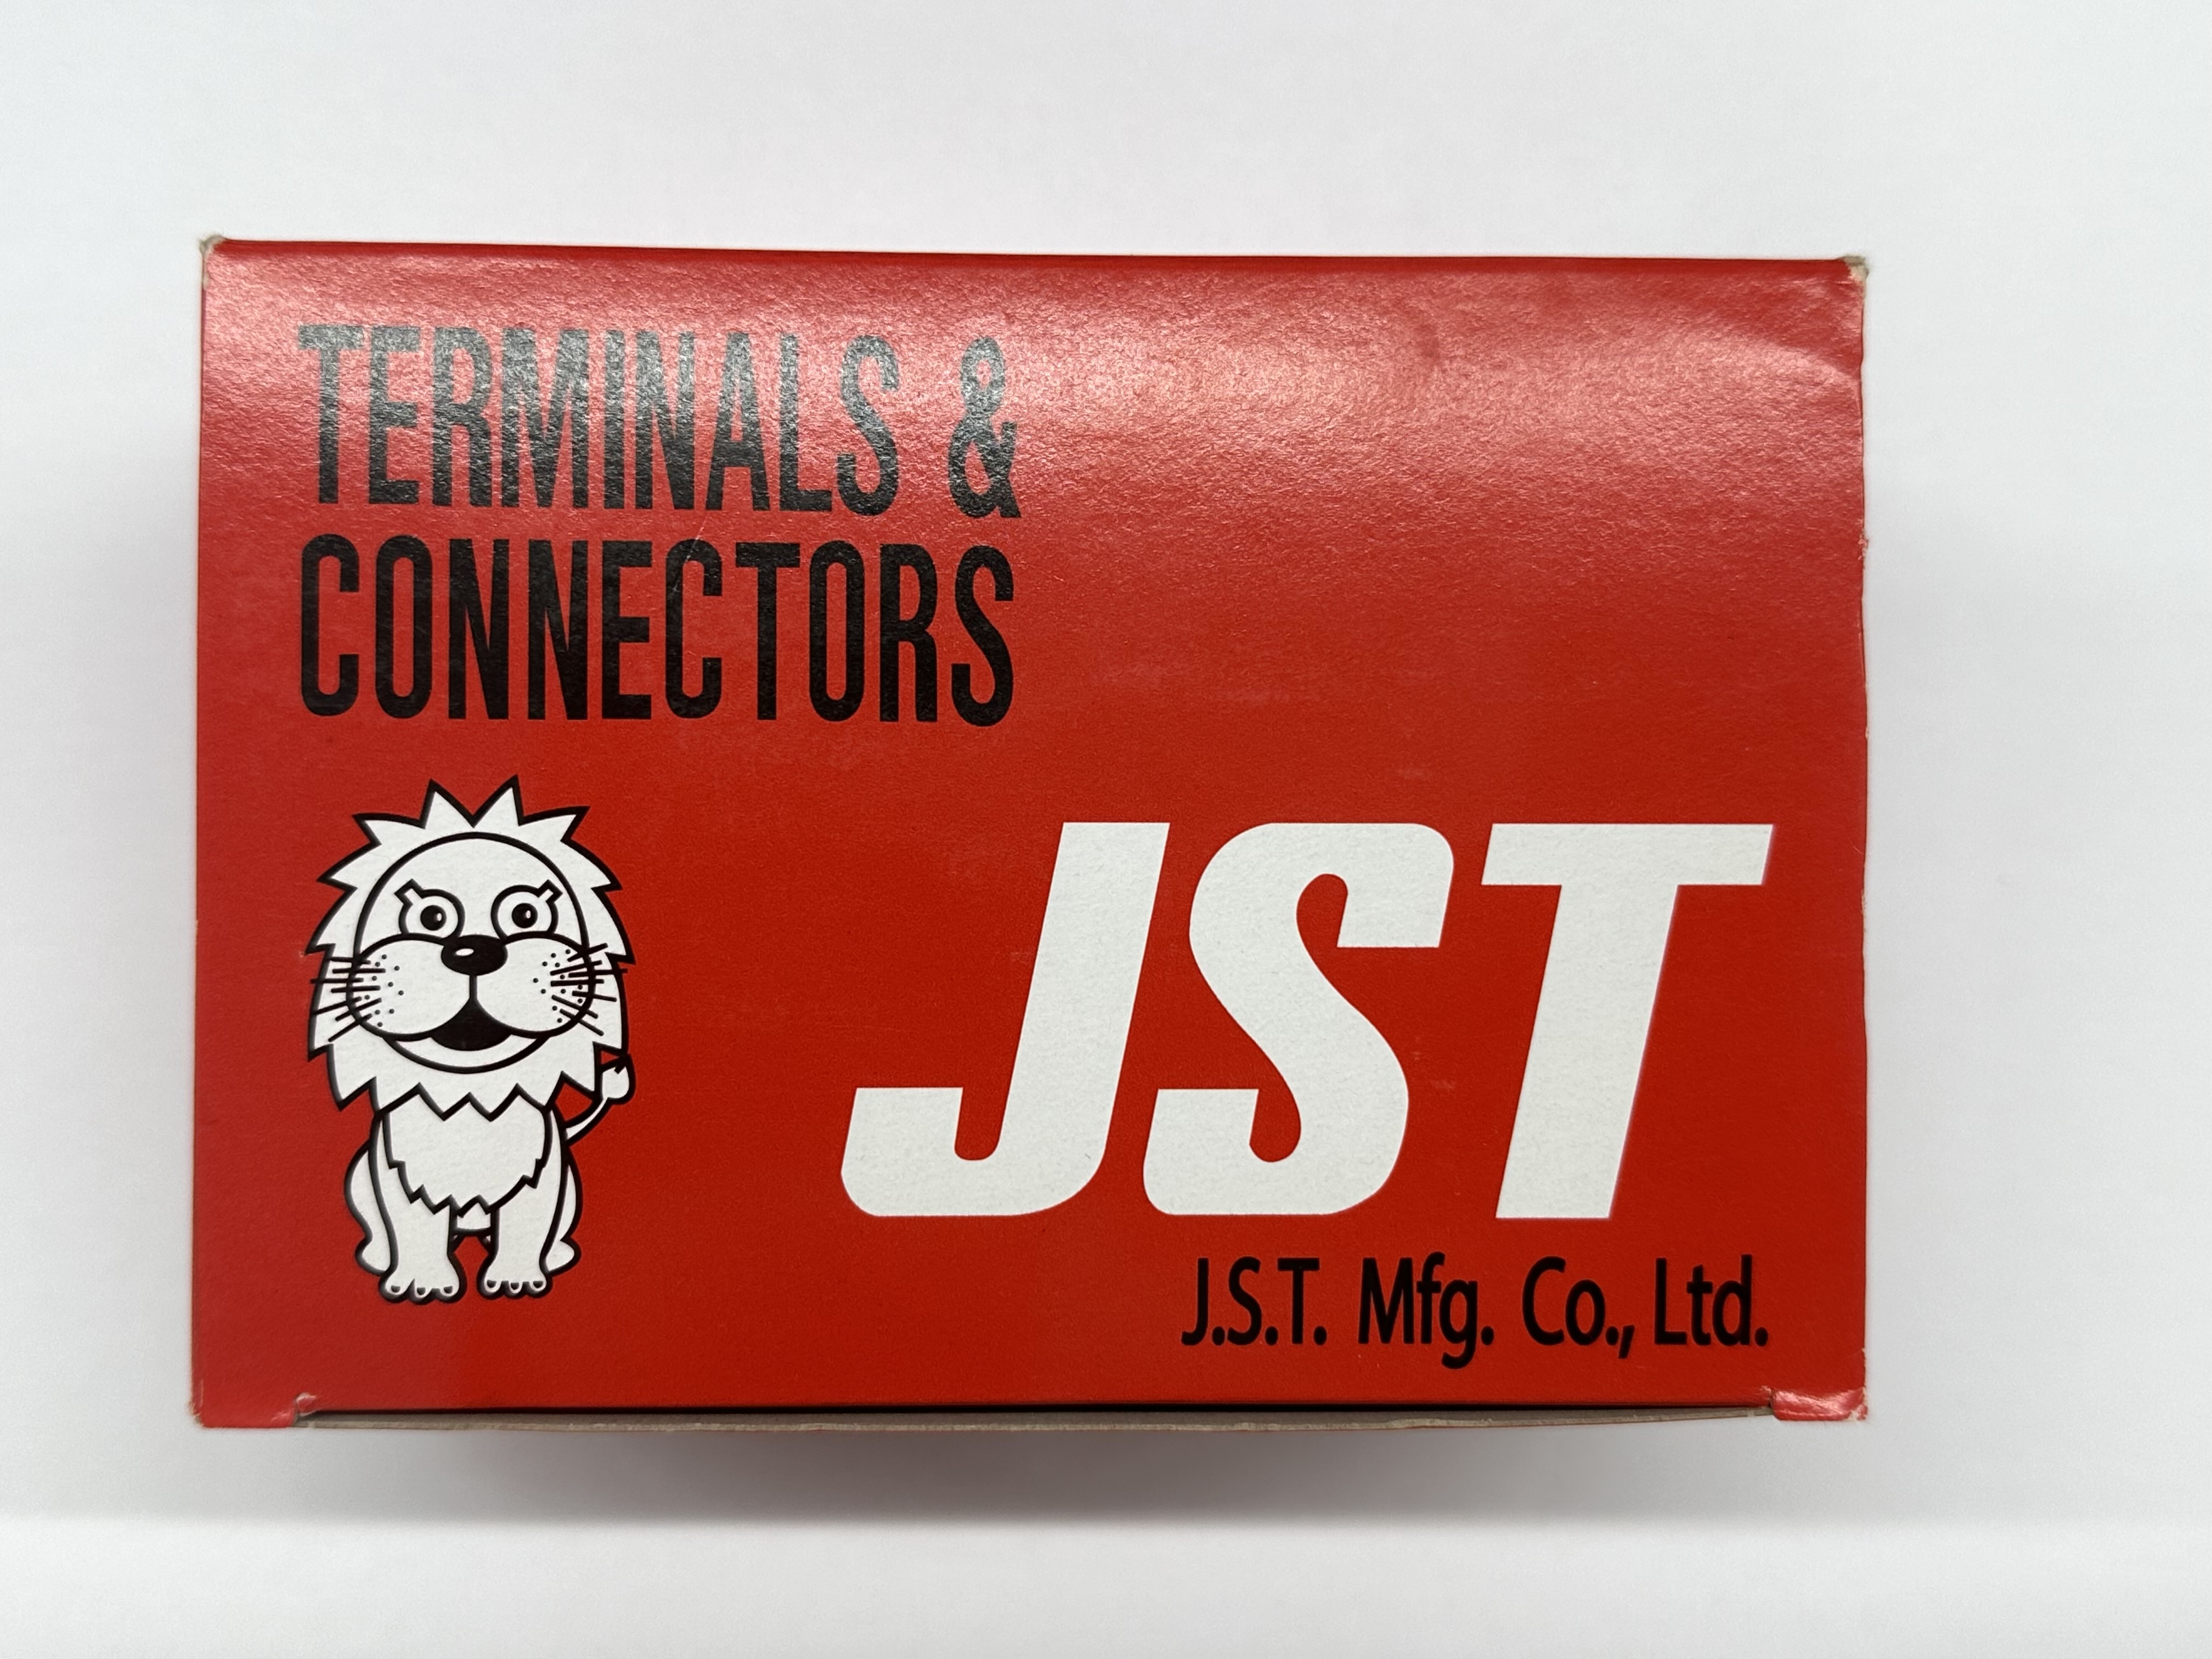 TERMINALS &
CONNECTORS
JST
J.S.T. Mfg. Co., Ltd.